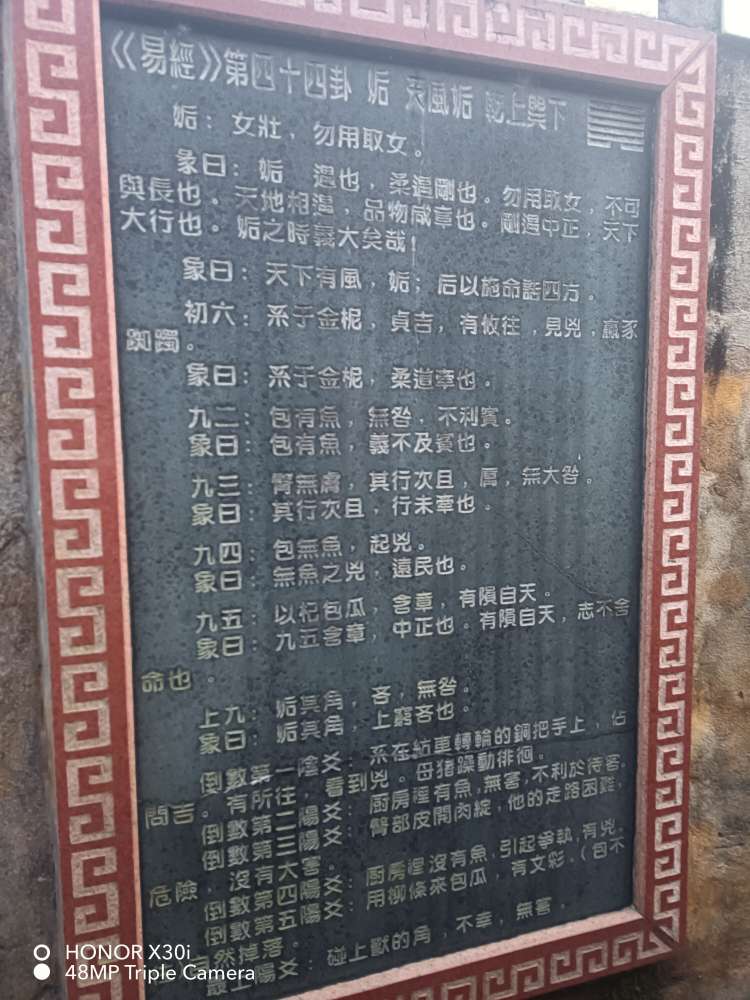 《易經》第四十四卦 姤 天風姤 乾上巽下
姤：女壯，勿用取女。
彖曰：姤 遇也，柔遇剛也。勿用取女，不可
與長也。天地相遇，品物咸章也。剛遇中正，天下
大行也。姤之時義大矣哉！
象曰：天下有風，姤；后以施命誥四方。
初六：系于金柅，貞吉，有攸往，見兇，羸豕
象曰：系于金柅，柔道牽也。
九二：包有魚，無咎，不利賓。
象曰：包有魚，義不及賓也。
九三：臀無膚，其行次且，厲，無大咎。
象曰：其行次且，行未牽也。
九四：包無魚，起兇。
象曰：無魚之兇，遠民也。
九五：以杞包瓜，含章，有隕自天。
象曰：九五含章，中正也。有隕自天，志不舍
命也。
上九：姤其角，吝，無咎。
象曰：姤其角，上窮吝也。
倒數第一陰爻：系在紡車轉輪的銅把手上，占
問吉。有所往，看到兇。母猪躁動徘徊。
倒數第二陽爻：厨房裡有魚，無害，不利於待客。
倒數第三陽爻：臀部皮開肉綻，他的走路困難，
危險，沒有大害。
倒數第四陽爻：厨房裡沒有魚，引起爭執，有兇。
倒數第五陽爻：用柳條來包瓜，有文彩。（包不
自然掉落。
最上陽爻：碰上獸的角，不幸，無害，
HONOR X30i
48MP Triple Camera